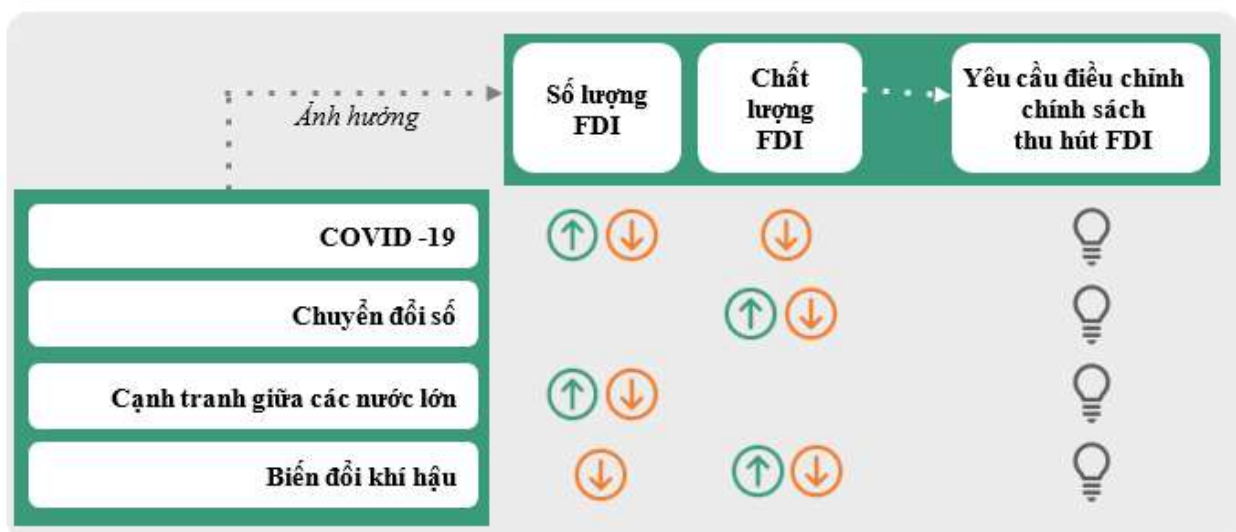 Số lượng
FDI
Chất
lượng
FDI
Yêu cầu điều chỉnh
chính sách
thu hút FDI
Ảnh hưởng
COVID -19
Chuyển đổi số
Cạnh tranh giữa các nước lớn
Biến đổi khí hậu